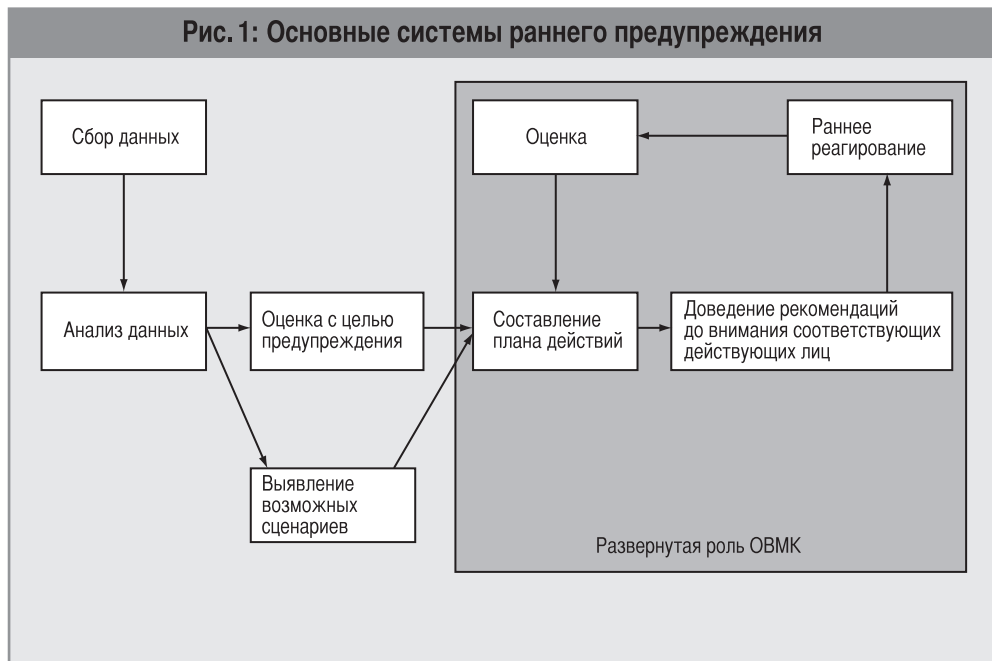 Рис. 1: Основные системы раннего предупреждения
Сбор данных
Оценка
Раннее
реагирование
Анализ данных
Оценка с целью
предупреждения
Составление
плана действий
Доведение рекомендаций
до внимания соответствующих
действующих лиц
Выявление
возможных
сценариев
Развернутая роль ОВМК